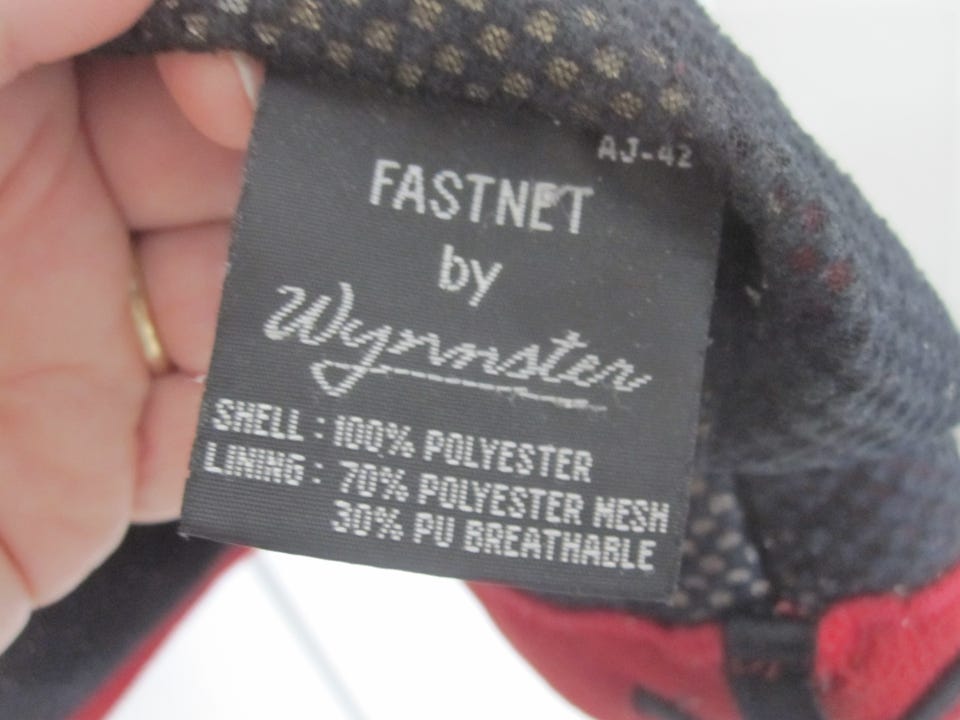 AJ-42
FASTNET
by
Wynnster
SHELL : 100% POLYESTER
LINING : 70% POLYESTER MESH
30% PU BREATHABLE